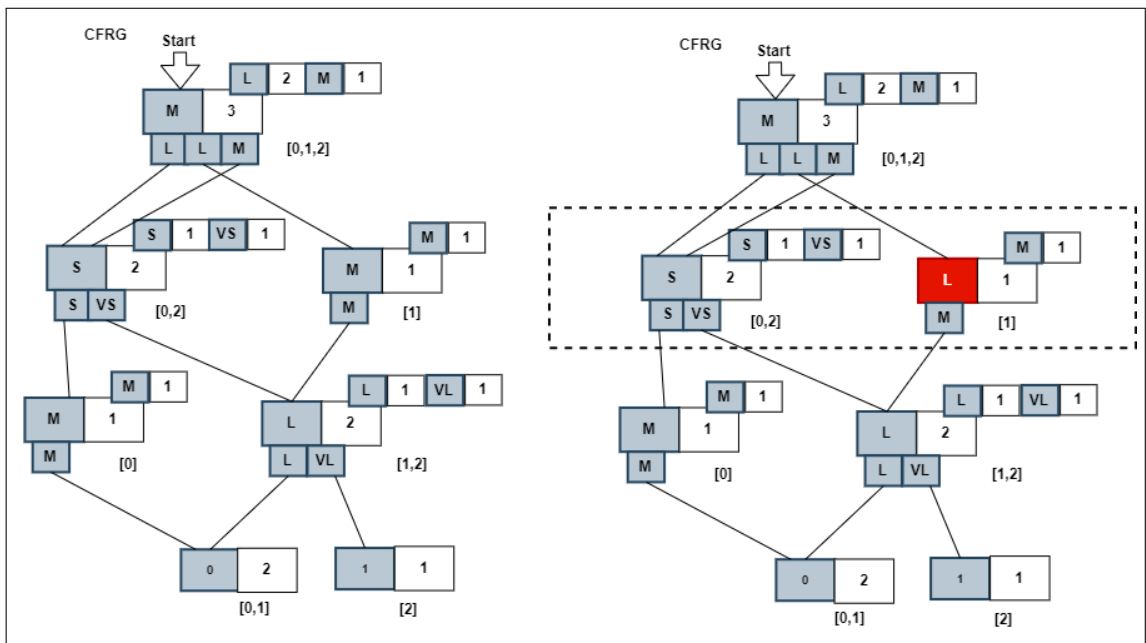 CFRG
Start
L 2 M 1
M 3
L L M
[0,1,2]
S 1 VS 1
S 2
S VS
[0,2]
M 1
M 1
M
[1]
M 1
M 1
M
[0]
L 1 VL 1
L 2
L VL
[1,2]
0 2
[0,1]
1 1
[2]
CFRG
Start
L 2 M 1
M 3
L L M
[0,1,2]
S 1 VS 1
S 2
S VS
[0,2]
M 1
L 1
M
[1]
M 1
M 1
M
[0]
L 1 VL 1
L 2
L VL
[1,2]
0 2
[0,1]
1 1
[2]